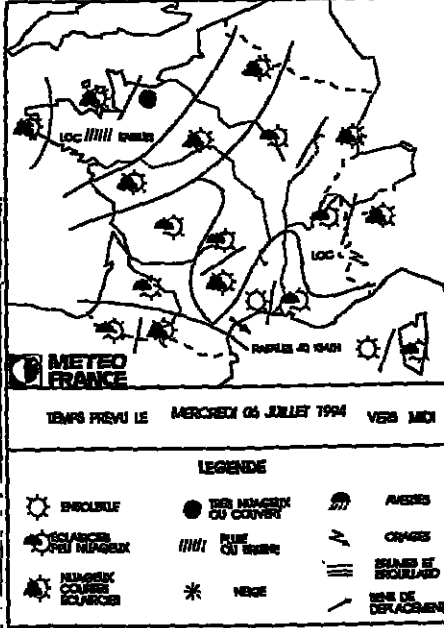 LOC FAIBLES
LOC
RAFALES 40 KM/H
METEO
FRANCE
TEMPS PREVU LE MERCREDI 06 JUILLET 1994 VERS MIDI
LEGENDE
ENSOLEILLE
TRES NUAGEUX
OU COUVERT
AVERSES
ECLAIRCIES
PEU NUAGEUX
PLUIE
OU BRUINE
ORAGES
NUAGEUX
COURTES
ECLAIRCIES
NEIGE
BRUMES ET
BROUILLARD
SENS DE
DEPLACEMENT